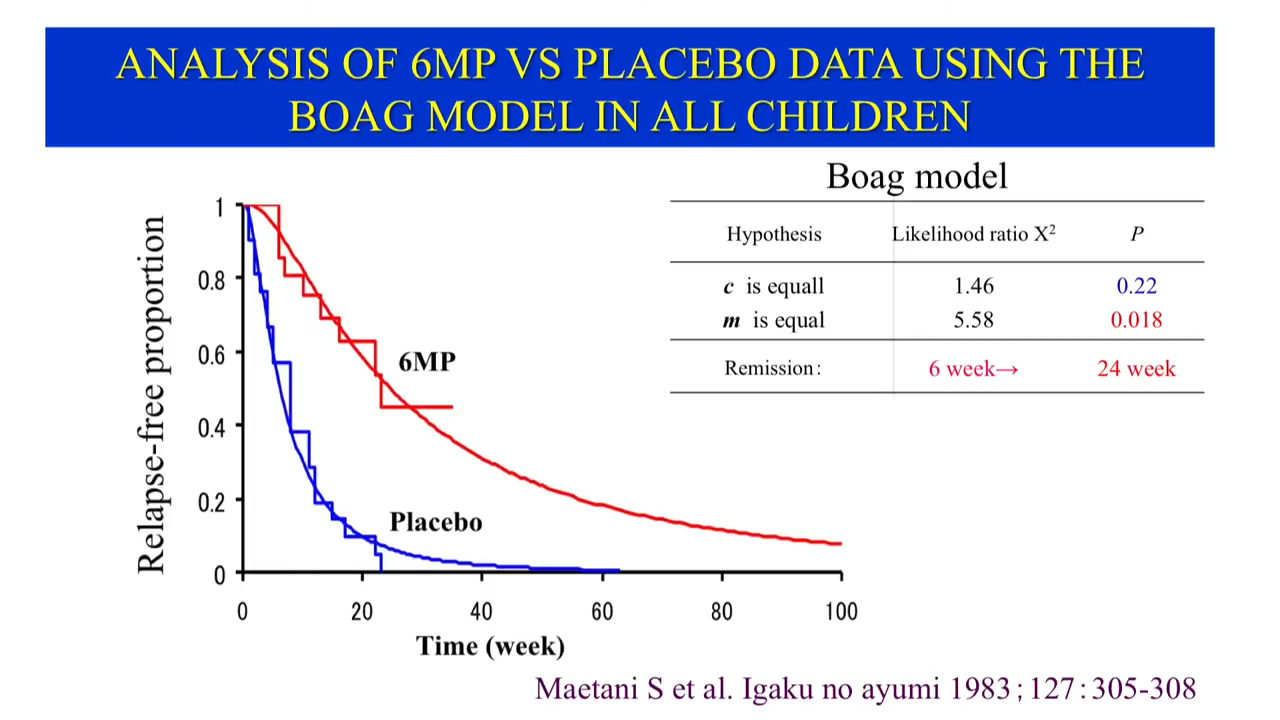 ANALYSIS OF 6MP VS PLACEBO DATA USING THE
BOAG MODEL IN ALL CHILDREN
Boag model
Hypothesis Likelihood ratio X² P
c is equall 1.46 0.22
m is equal 5.58 0.018
Remission: 6 week→ 24 week
Relapse-free proportion
1
0.8
0.6
0.4
0.2
0
6MP
Placebo
0 20 40 60 80 100
Time (week)
Maetani S et al. Igaku no ayumi 1983;127:305-308